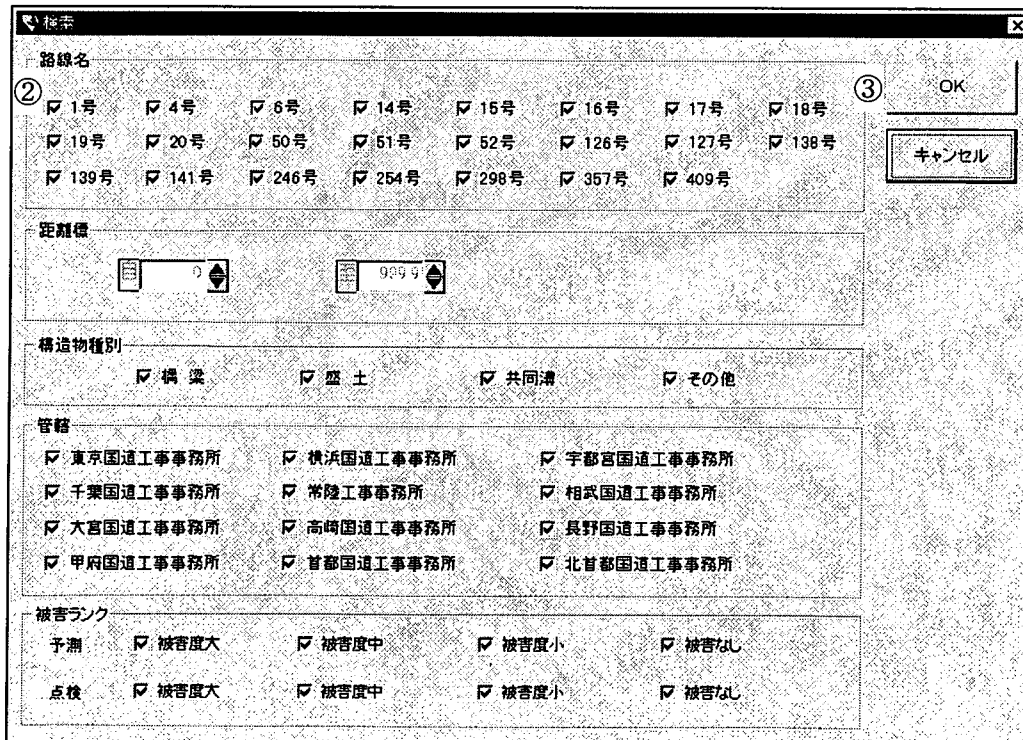 検索
路線名
② ③ OK
1号 4号 6号 14号 15号 16号 17号 18号
19号 20号 50号 51号 52号 126号 127号 138号
キャンセル
139号 141号 246号 254号 298号 357号 409号
距離標
自 0 至 999.9
構造物種別
橋 梁 盛 土 共同溝 その他
管轄
東京国道工事事務所 横浜国道工事事務所 宇都宮国道工事事務所
千葉国道工事事務所 常陸工事事務所 相武国道工事事務所
大宮国道工事事務所 高崎国道工事事務所 長野国道工事事務所
甲府国道工事事務所 首都国道工事事務所 北首都国道工事事務所
被害ランク
予測 被害度大 被害度中 被害度小 被害なし
点検 被害度大 被害度中 被害度小 被害なし